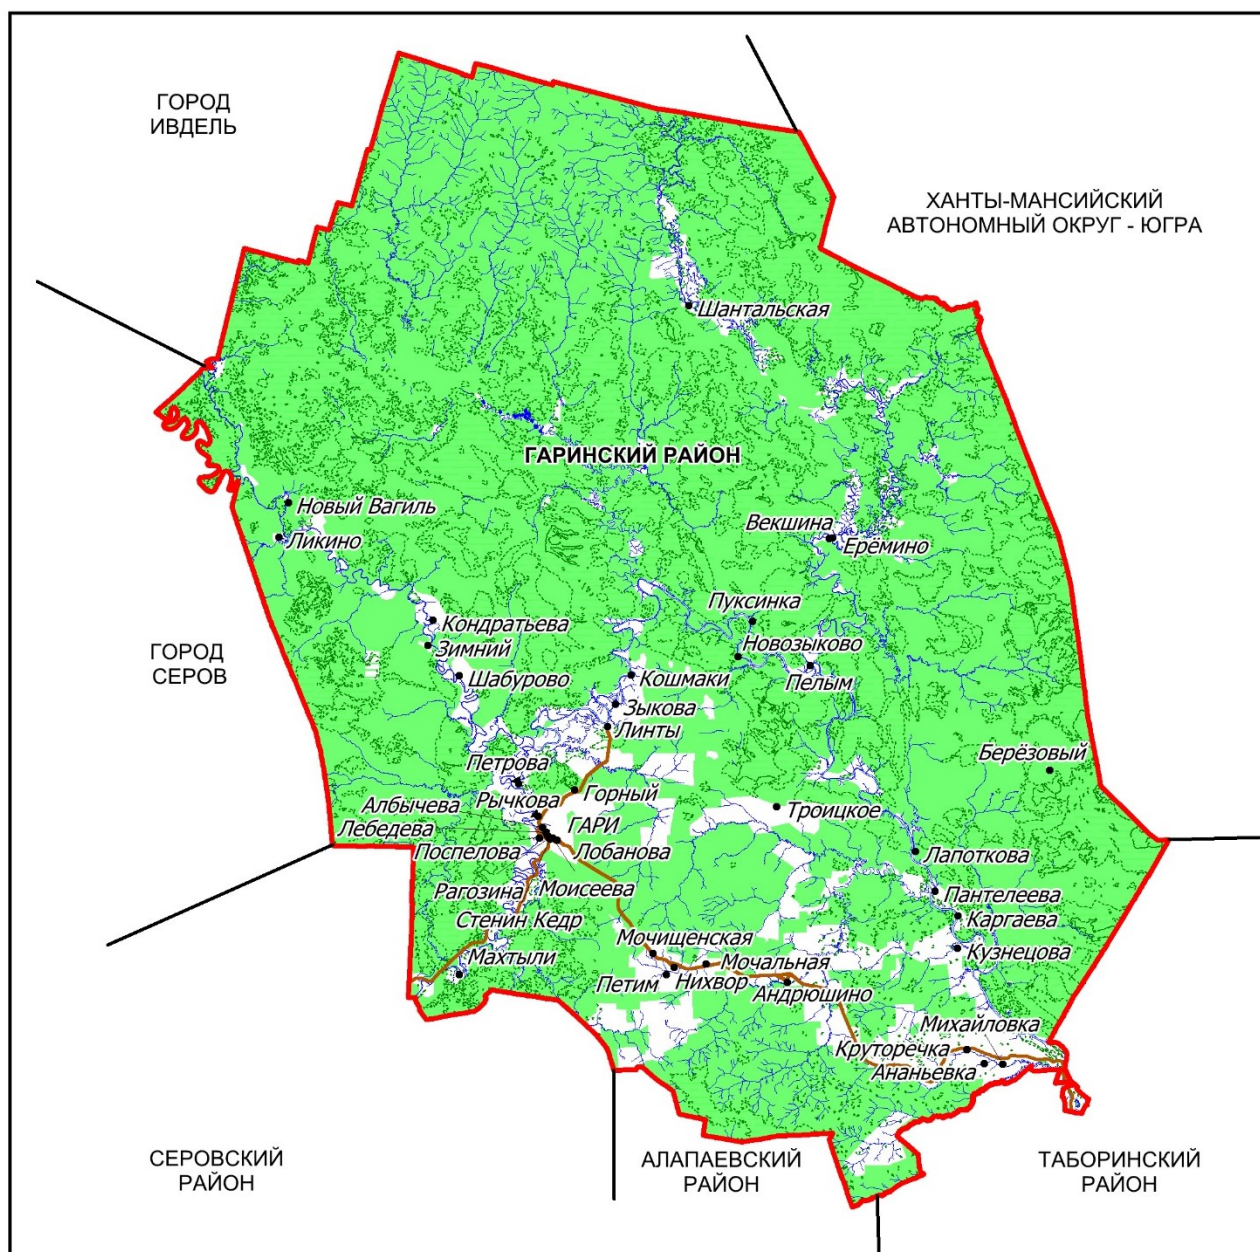 ГОРОД
ИВДЕЛЬ
ХАНТЫ-МАНСИЙСКИЙ
АВТОНОМНЫЙ ОКРУГ - ЮГРА
Шантальская
ГАРИНСКИЙ РАЙОН
Новый Вагиль
Ликино
Векшина
Ерёмино
Пуксинка
Кондратьева
Зимний
Новозыково
ГОРОД
СЕРОВ
Шабурово
Кошмаки
Пелым
Зыкова
Линты
Берёзовый
Петрова
Горный
Албычева
Рычкова
Троицкое
Лебедева
ГАРИ
Поспелова
Лобанова
Лапоткова
Рагозина
Моисеева
Пантелеева
Стенин Кедр
Каргаева
Мочищенская
Кузнецова
Махтыли
Мочальная
Петим
Нихвор
Андрюшино
Михайловка
Круторечка
Ананьевка
СЕРОВСКИЙ
РАЙОН
АЛАПАЕВСКИЙ
РАЙОН
ТАБОРИНСКИЙ
РАЙОН